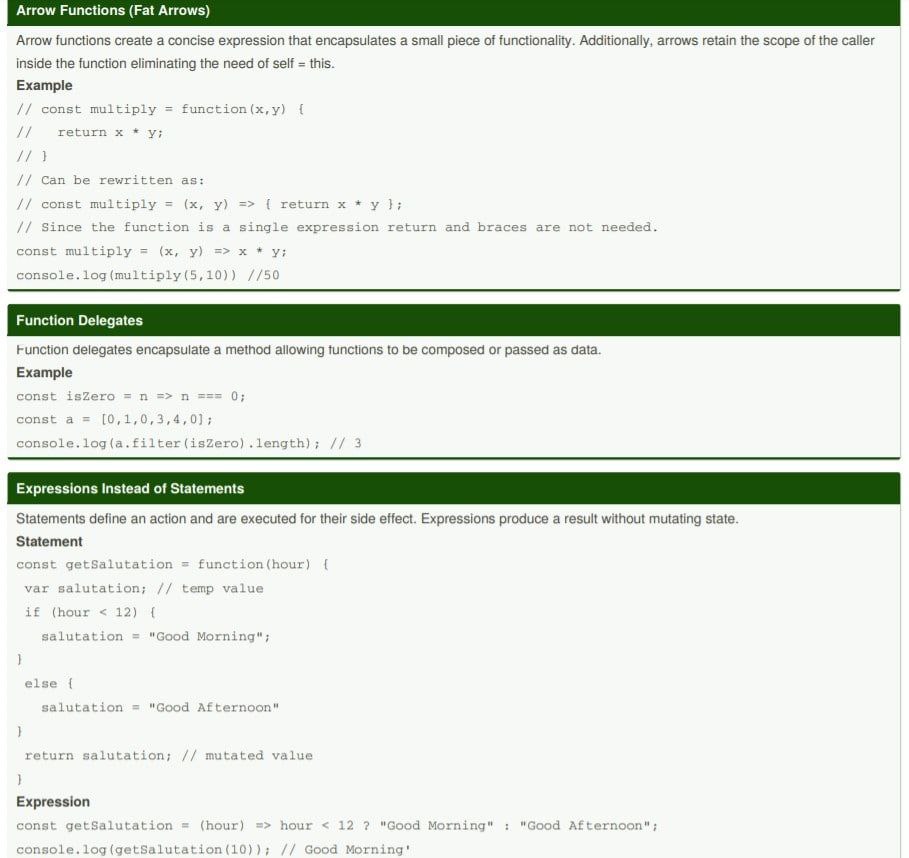 Arrow Functions (Fat Arrows)
Arrow functions create a concise expression that encapsulates a small piece of functionality. Additionally, arrows retain the scope of the caller
inside the function eliminating the need of self = this.
Example
// const multiply = function(x,y) {
//   return x * y;
// }
// Can be rewritten as:
// const multiply = (x, y) => { return x * y };
// Since the function is a single expression return and braces are not needed.
const multiply = (x, y) => x * y;
console.log(multiply(5,10)) //50
Function Delegates
Function delegates encapsulate a method allowing functions to be composed or passed as data.
Example
const isZero = n => n === 0;
const a = [0,1,0,3,4,0];
console.log(a.filter(isZero).length); // 3
Expressions Instead of Statements
Statements define an action and are executed for their side effect. Expressions produce a result without mutating state.
Statement
const getSalutation = function(hour) {
 var salutation; // temp value
 if (hour < 12) {
   salutation = "Good Morning";
}
 else {
   salutation = "Good Afternoon"
}
 return salutation; // mutated value
}
Expression
const getSalutation = (hour) => hour < 12 ? "Good Morning" : "Good Afternoon";
console.log(getSalutation(10)); // Good Morning'